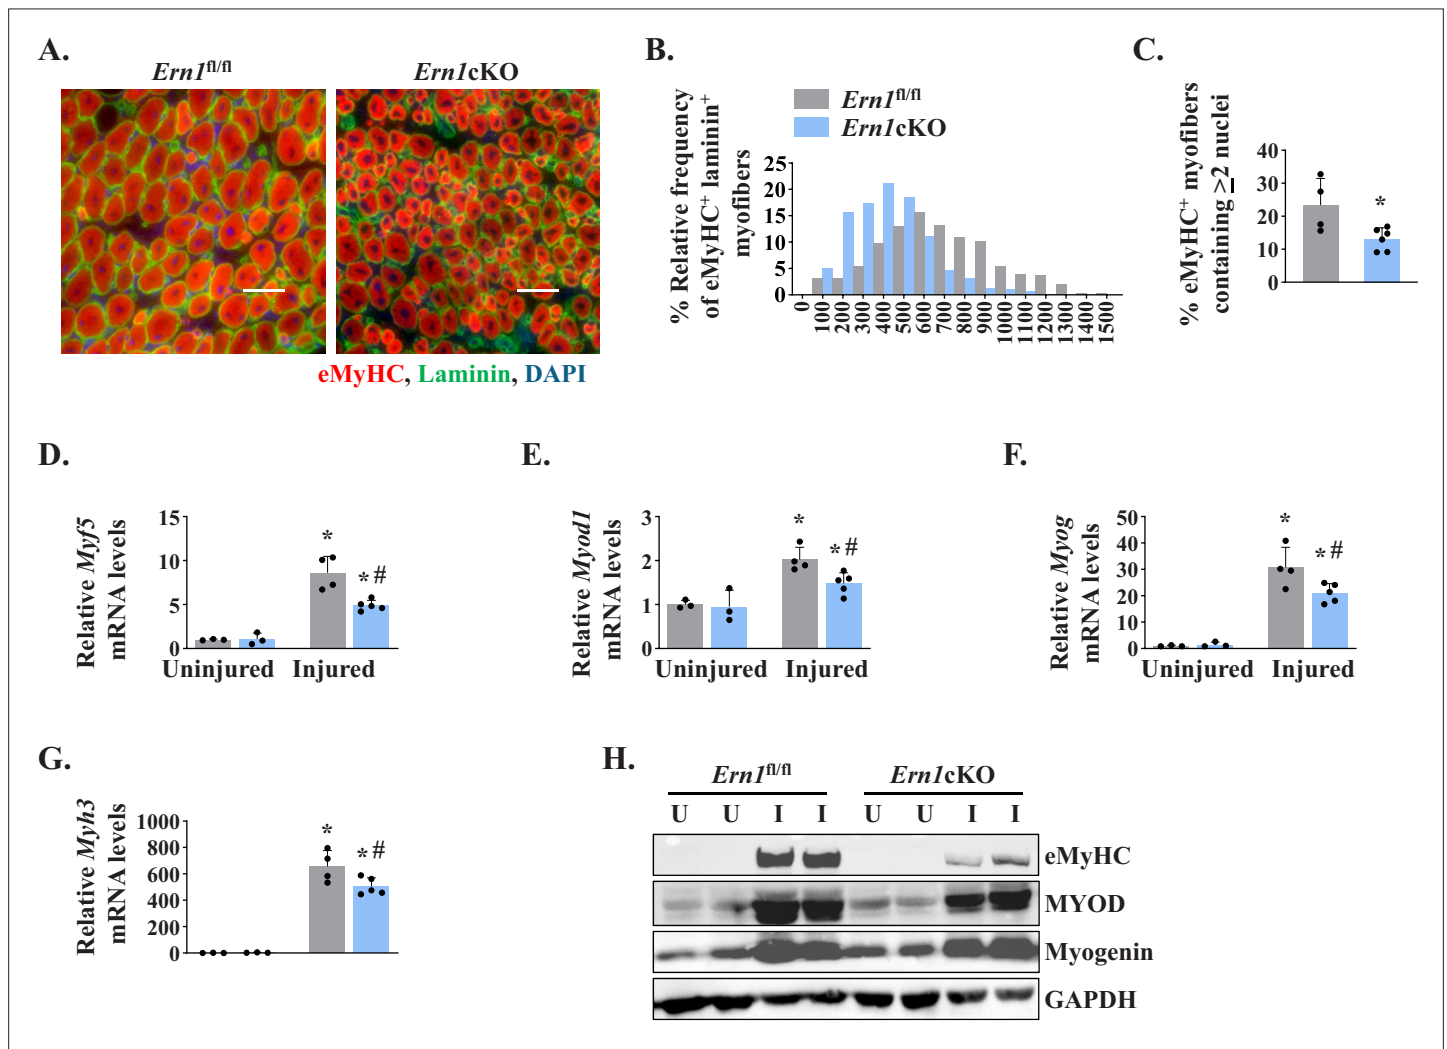 A.
Ern1fl/fl
Ern1cKO
eMyHC, Laminin, DAPI
B.
Ern1fl/fl
Ern1cKO
% Relative frequency
of eMyHC+ laminin+
myofibers
25
20
15
10
5
0
0
100
200
300
400
500
600
700
800
900
1000
1100
1200
1300
1400
1500
C.
% eMyHC+ myofibers
containing ≥2 nuclei
40
30
20
10
0
*
D.
Relative Myf5
mRNA levels
15
10
5
0
*
*#
Uninjured Injured
E.
Relative Myod1
mRNA levels
3
2
1
0
*
*#
Uninjured Injured
F.
Relative Myog
mRNA levels
50
40
30
20
10
0
*
*#
Uninjured Injured
G.
Relative Myh3
mRNA levels
1000
800
600
400
200
0
*
*#
H.
Ern1fl/fl Ern1cKO
U U I I U U I I
eMyHC
MYOD
Myogenin
GAPDH